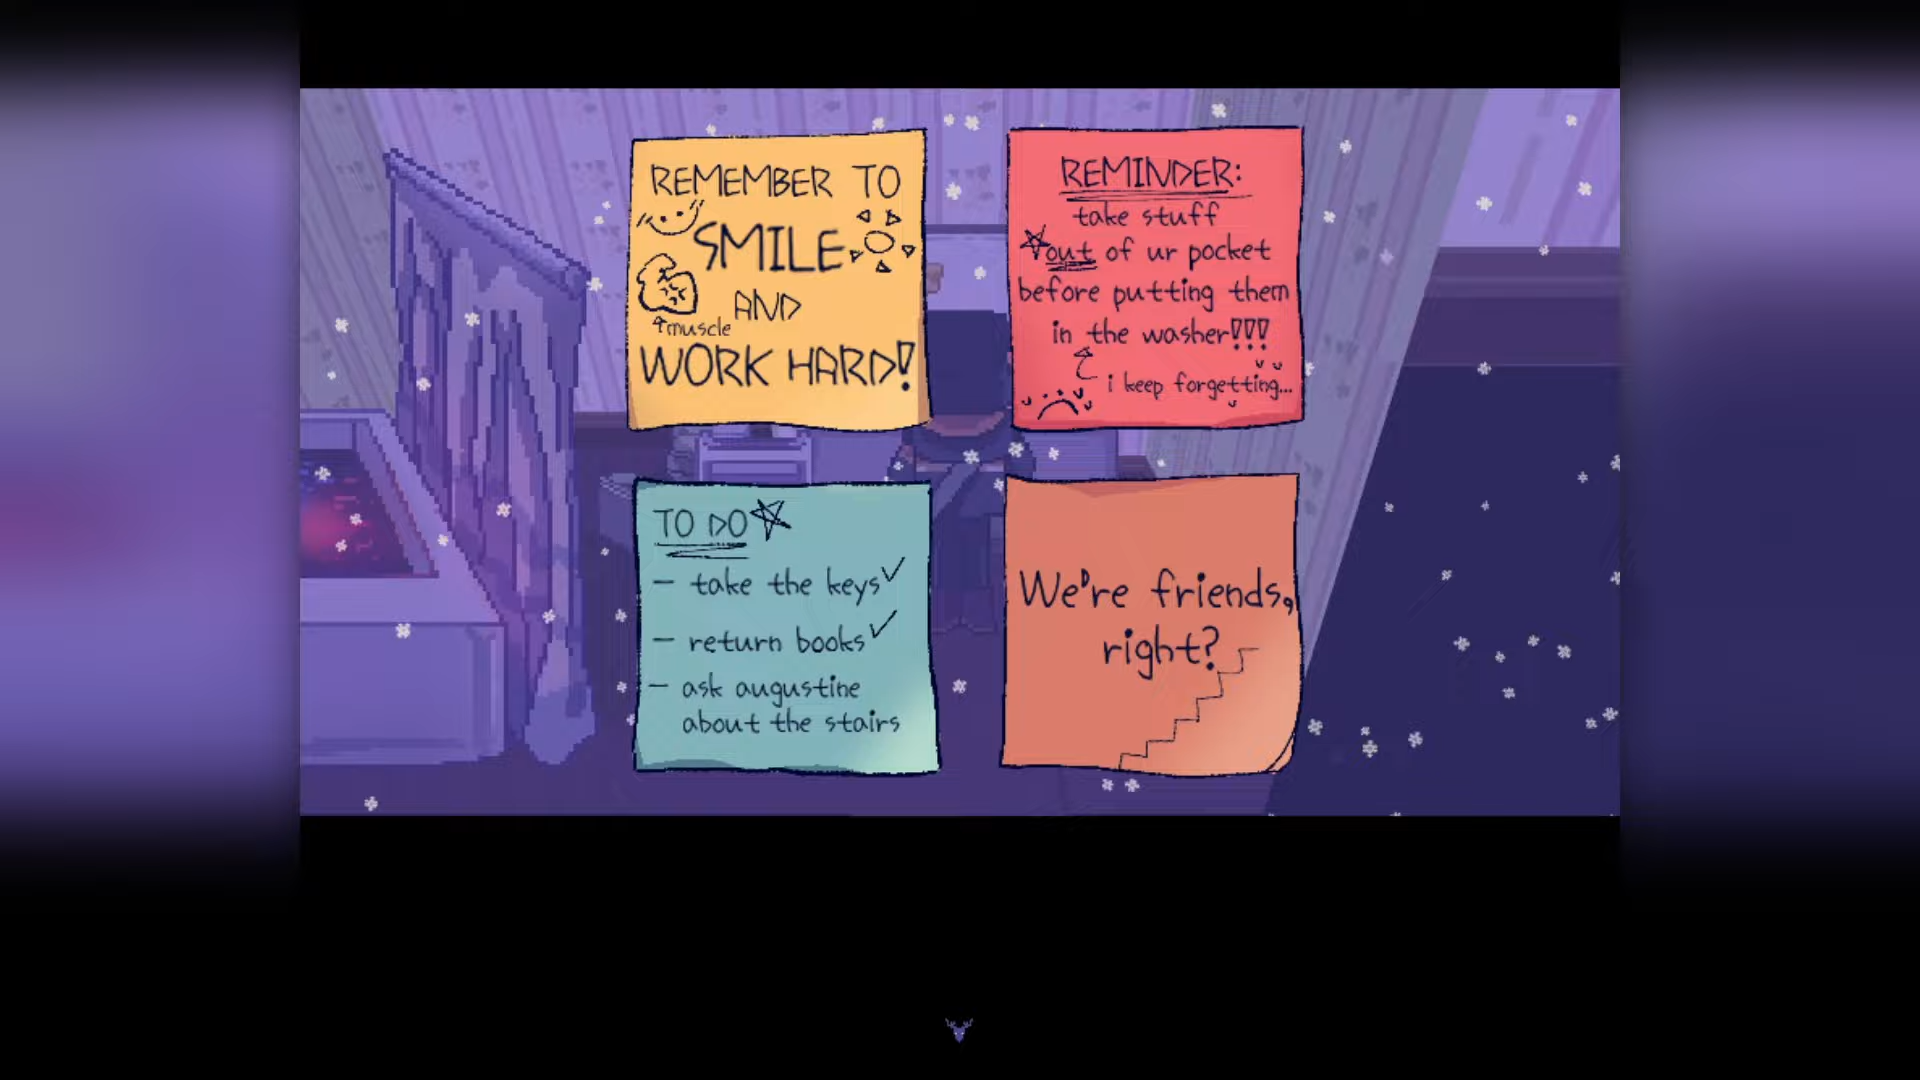 REMEMBER TO
SMILE
AND
muscle
WORK HARD!
REMINDER:
take stuff
out of ur pocket
before putting them
in the washer!!!
i keep forgetting...
TO DO
- take the keys✓
- return books✓
- ask augustine
about the stairs
We're friends,
right?